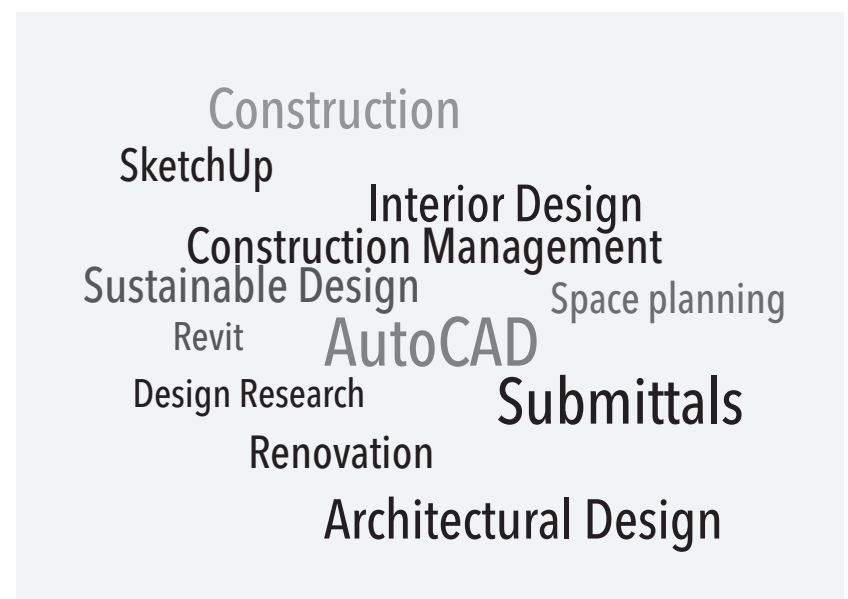 Construction
SketchUp
Interior Design
Construction Management
Sustainable Design
Space planning
Revit
AutoCAD
Design Research
Submittals
Renovation
Architectural Design